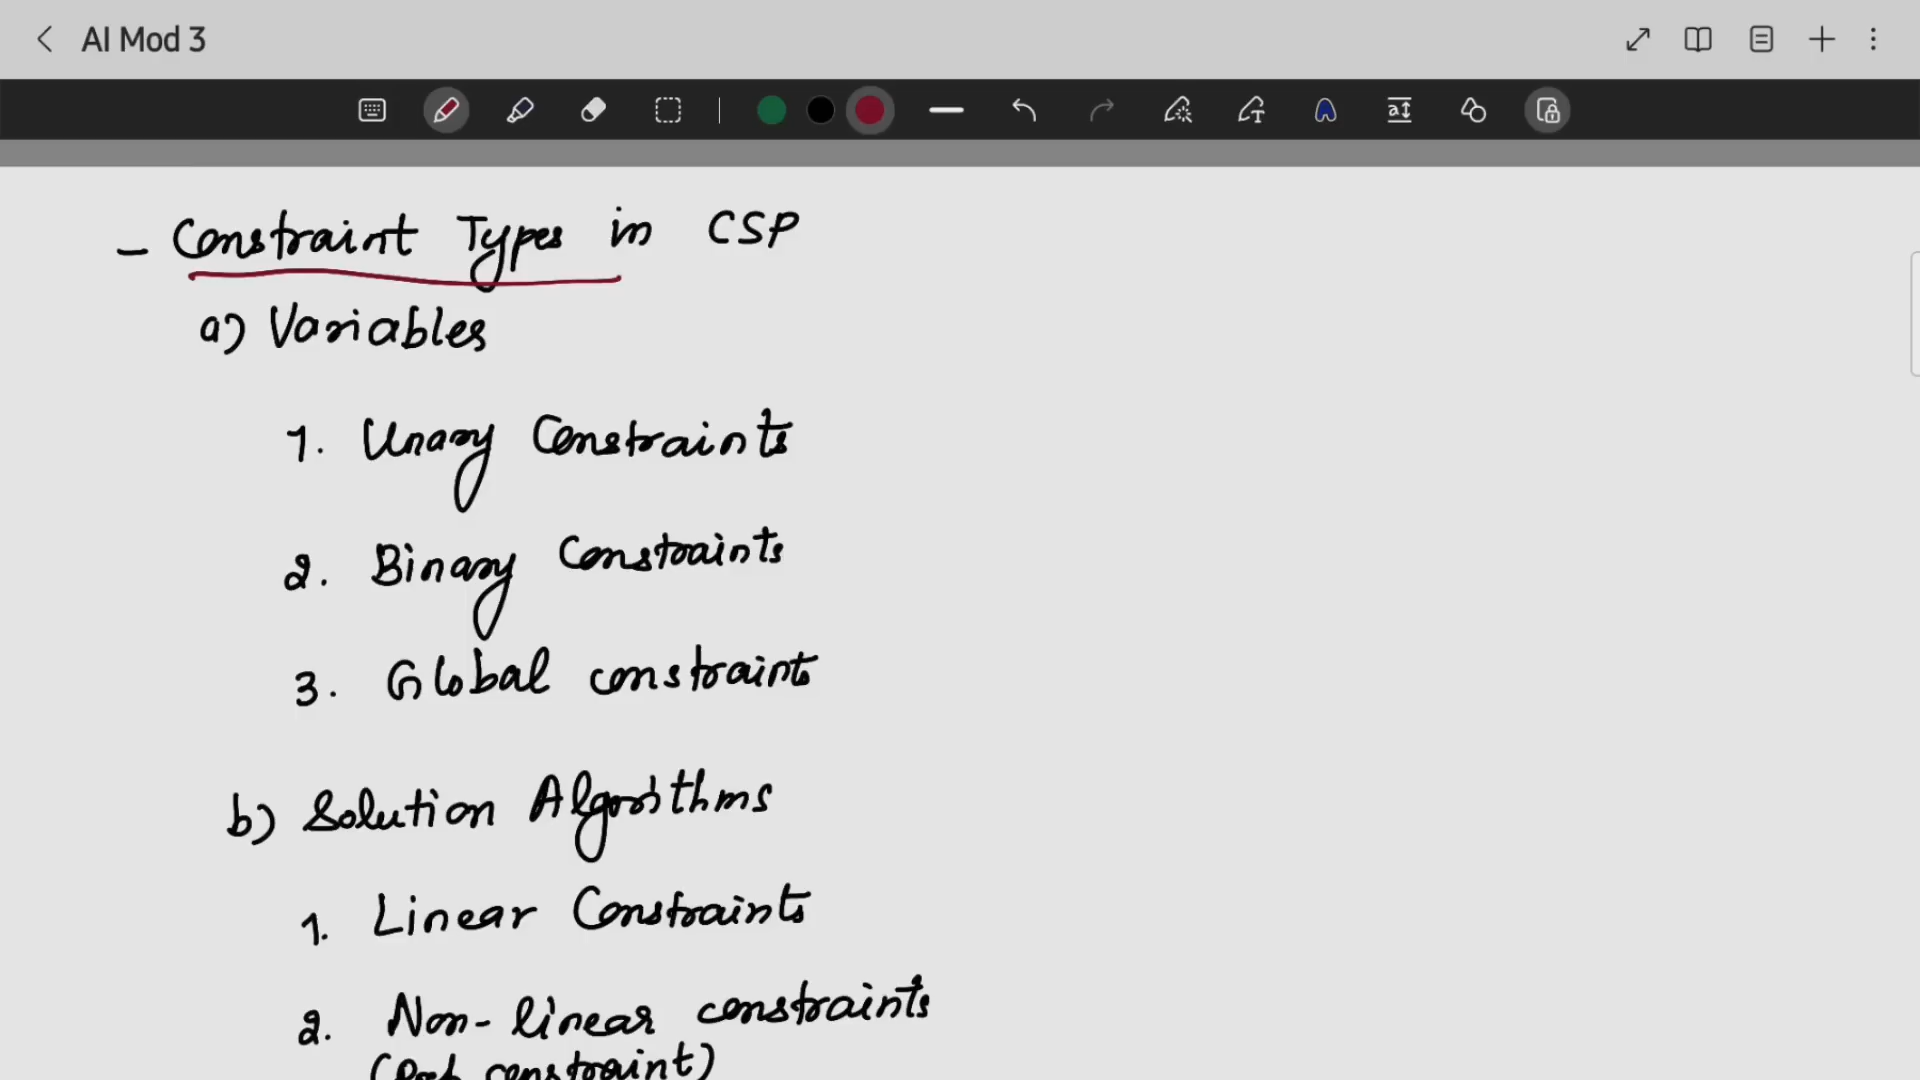 AI Mod 3
- Constraint Types in CSP
a) Variables
1. Unary Constraints
2. Binary Constraints
3. Global constraints
b) Solution Algorithms
1. Linear Constraints
2. Non-linear constraints
constraint)